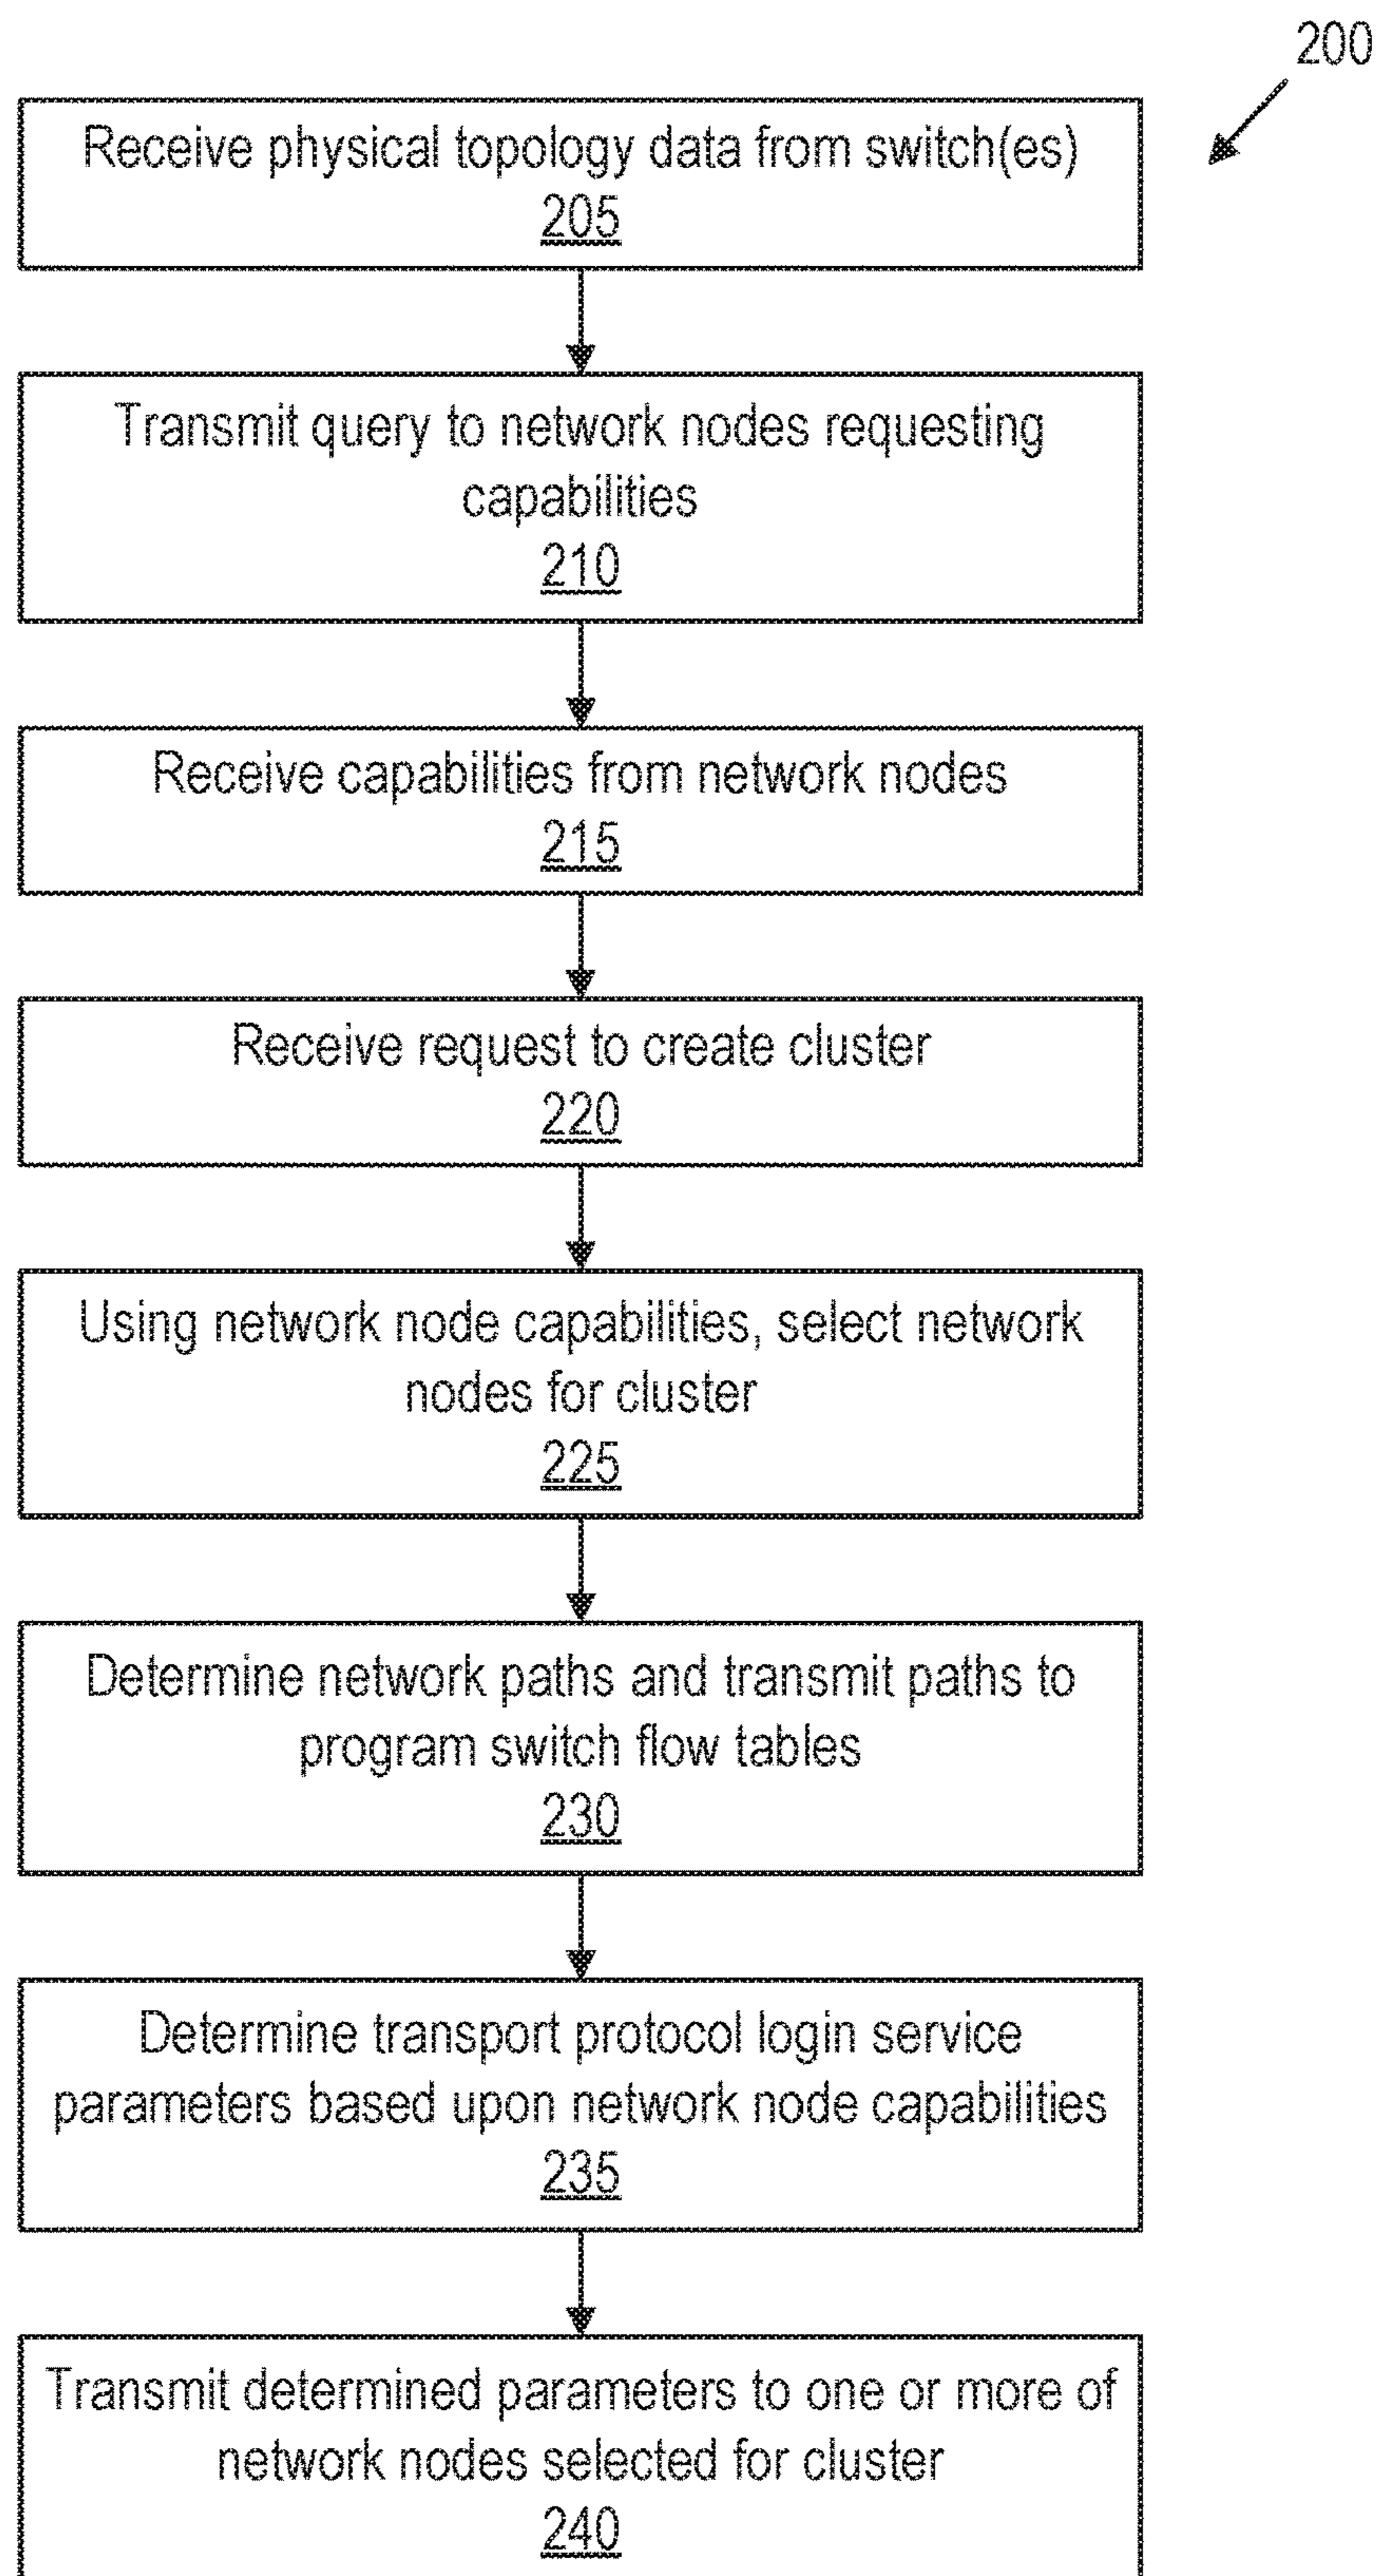 200
Receive physical topology data from switch(es)
205
Transmit query to network nodes requesting
capabilities
210
Receive capabilities from network nodes
215
Receive request to create cluster
220
Using network node capabilities, select network
nodes for cluster
225
Determine network paths and transmit paths to
program switch flow tables
230
Determine transport protocol login service
parameters based upon network node capabilities
235
Transmit determined parameters to one or more of
network nodes selected for cluster
240